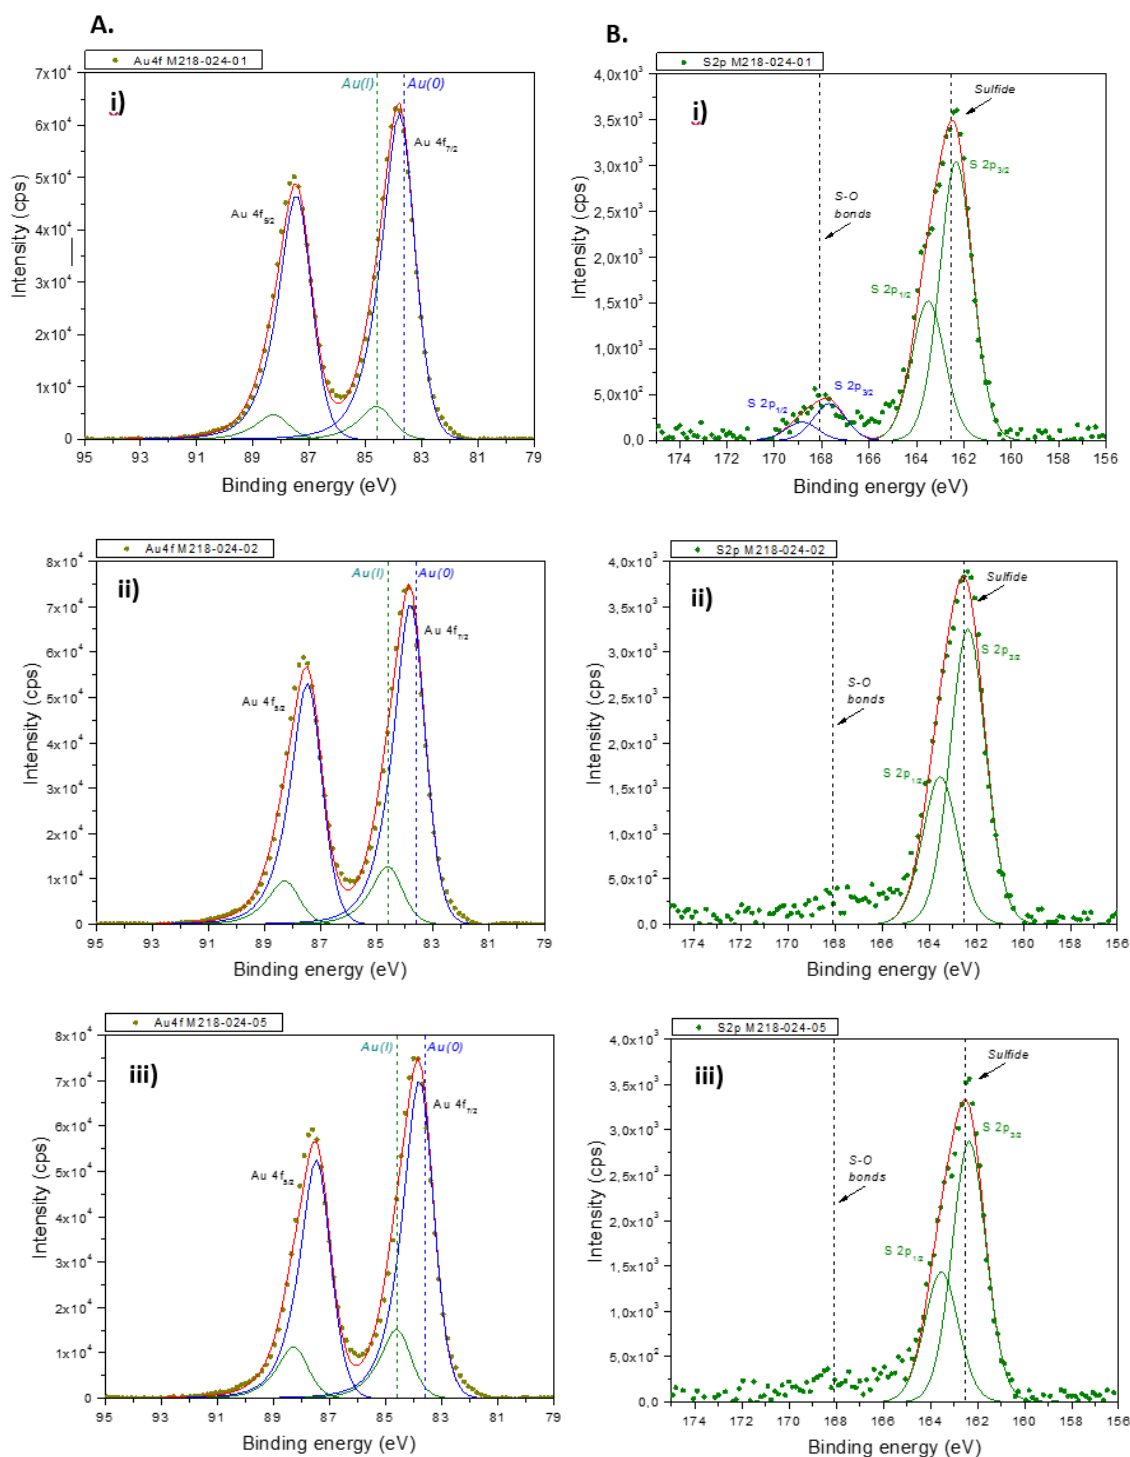 A.
B.
Au4f M218-024-01
7x10⁴
6x10⁴
5x10⁴
4x10⁴
3x10⁴
2x10⁴
1x10⁴
0
i)
Au(I)
Au(0)
Au 4f7/2
Au 4f5/2
Intensity (cps)
95 93 91 89 87 85 83 81 79
Binding energy (eV)
S2p M218-024-01
4,0x10³
3,5x10³
3,0x10³
2,5x10³
2,0x10³
1,5x10³
1,0x10³
5,0x10²
0,0
i)
Sulfide
S 2p3/2
S-O
bonds
S 2p1/2
S 2p3/2
S 2p1/2
Intensity (cps)
174 172 170 168 166 164 162 160 158 156
Binding energy (eV)
Au4f M218-024-02
8x10⁴
7x10⁴
6x10⁴
5x10⁴
4x10⁴
3x10⁴
2x10⁴
1x10⁴
0
ii)
Au(I)
Au(0)
Au 4f7/2
Au 4f5/2
Intensity (cps)
95 91 87 83 79
Binding energy (eV)
S2p M218-024-02
4,0x10³
3,5x10³
3,0x10³
2,5x10³
2,0x10³
1,5x10³
1,0x10³
5,0x10²
0,0
ii)
Sulfide
S 2p3/2
S-O
bonds
S 2p1/2
Intensity (cps)
174 172 170 168 166 164 162 160 158 156
Binding energy (eV)
Au4f M218-024-05
8x10⁴
7x10⁴
6x10⁴
5x10⁴
4x10⁴
3x10⁴
2x10⁴
1x10⁴
0
iii)
Au(I)
Au(0)
Au 4f7/2
Au 4f5/2
Intensity (cps)
95 91 87 83 79
Binding energy (eV)
S2p M218-024-05
4,0x10³
3,5x10³
3,0x10³
2,5x10³
2,0x10³
1,5x10³
1,0x10³
5,0x10²
0,0
iii)
Sulfide
S 2p3/2
S-O
bonds
S 2p1/2
Intensity (cps)
174 172 170 168 166 164 162 160 158 156
Binding energy (eV)